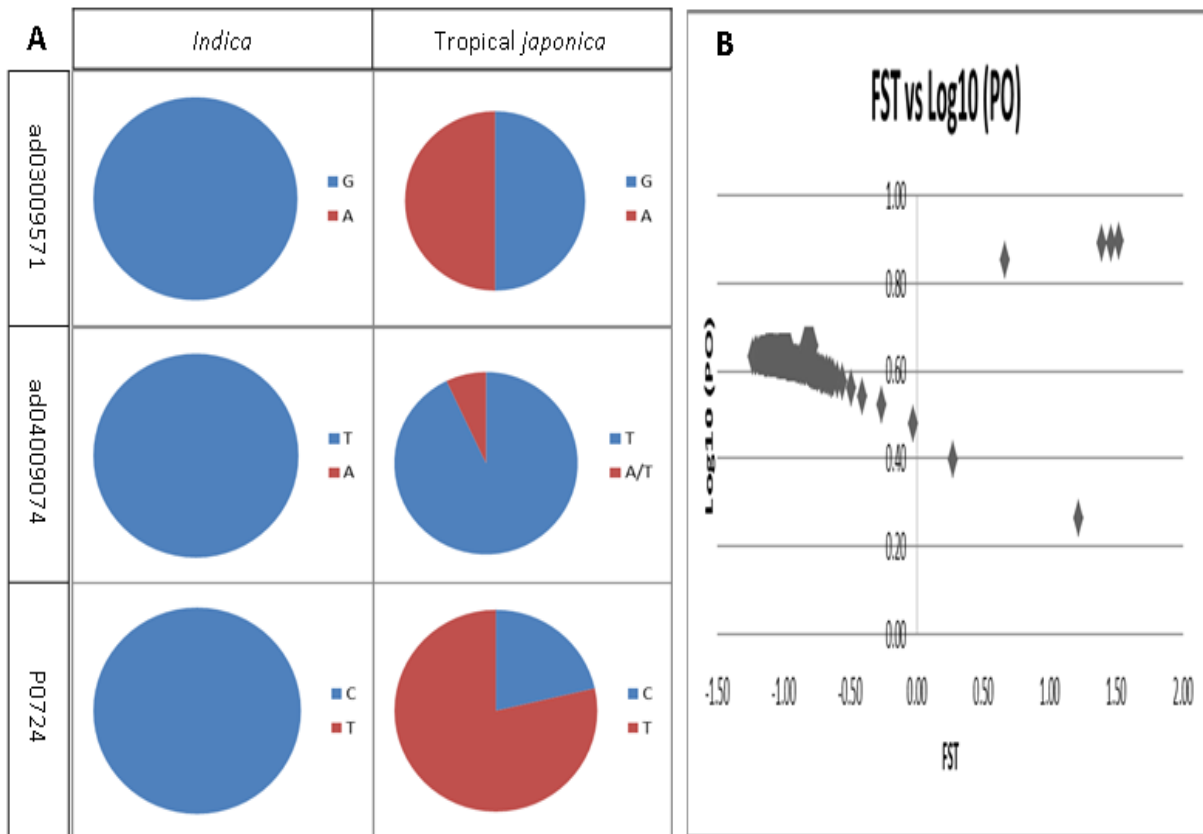 A
Indica
Tropical japonica
ad03009571
G
A
G
A
ad04009074
T
A
T
A/T
P0724
C
T
C
T
B
FST vs Log10 (PO)
Log10 (PO)
1.00
0.80
0.60
0.40
0.20
0.00
-1.50 -1.00 -0.50 0.00 0.50 1.00 1.50 2.00
FST